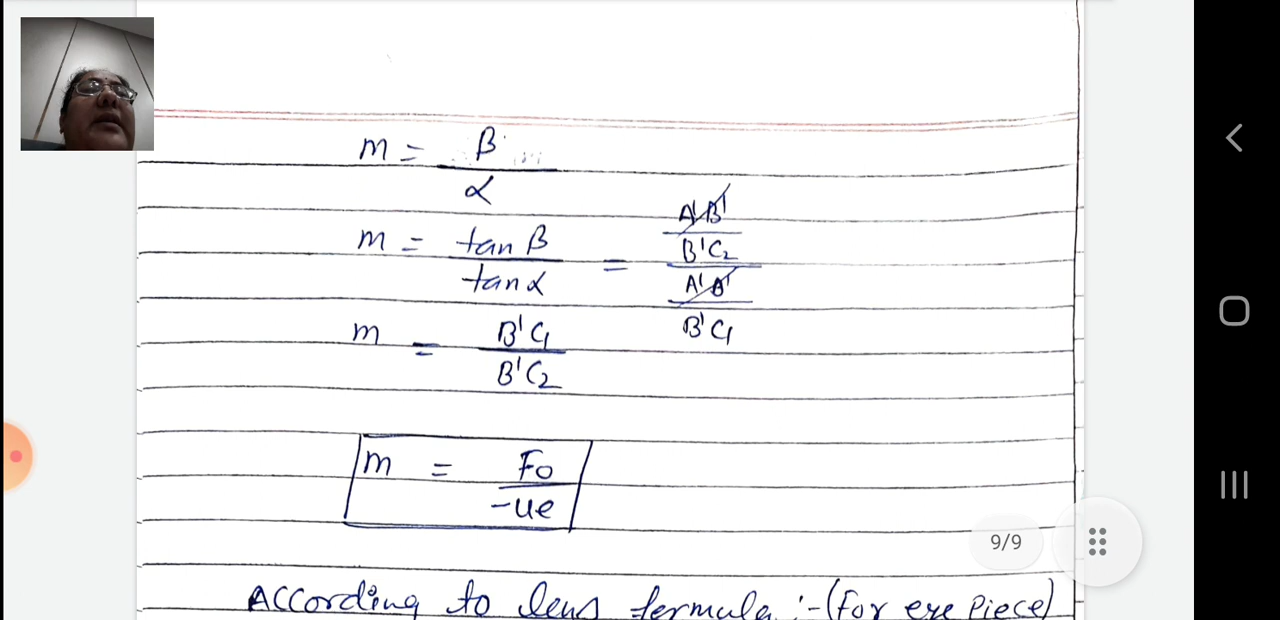 m = β / α
m = tan β / tan α = (A'B' / B'C₂) / (A'B' / B'C₁)
m = B'C₁ / B'C₂
m = Fo / -ue
9/9
According to lens formula :- (for eye Piece)